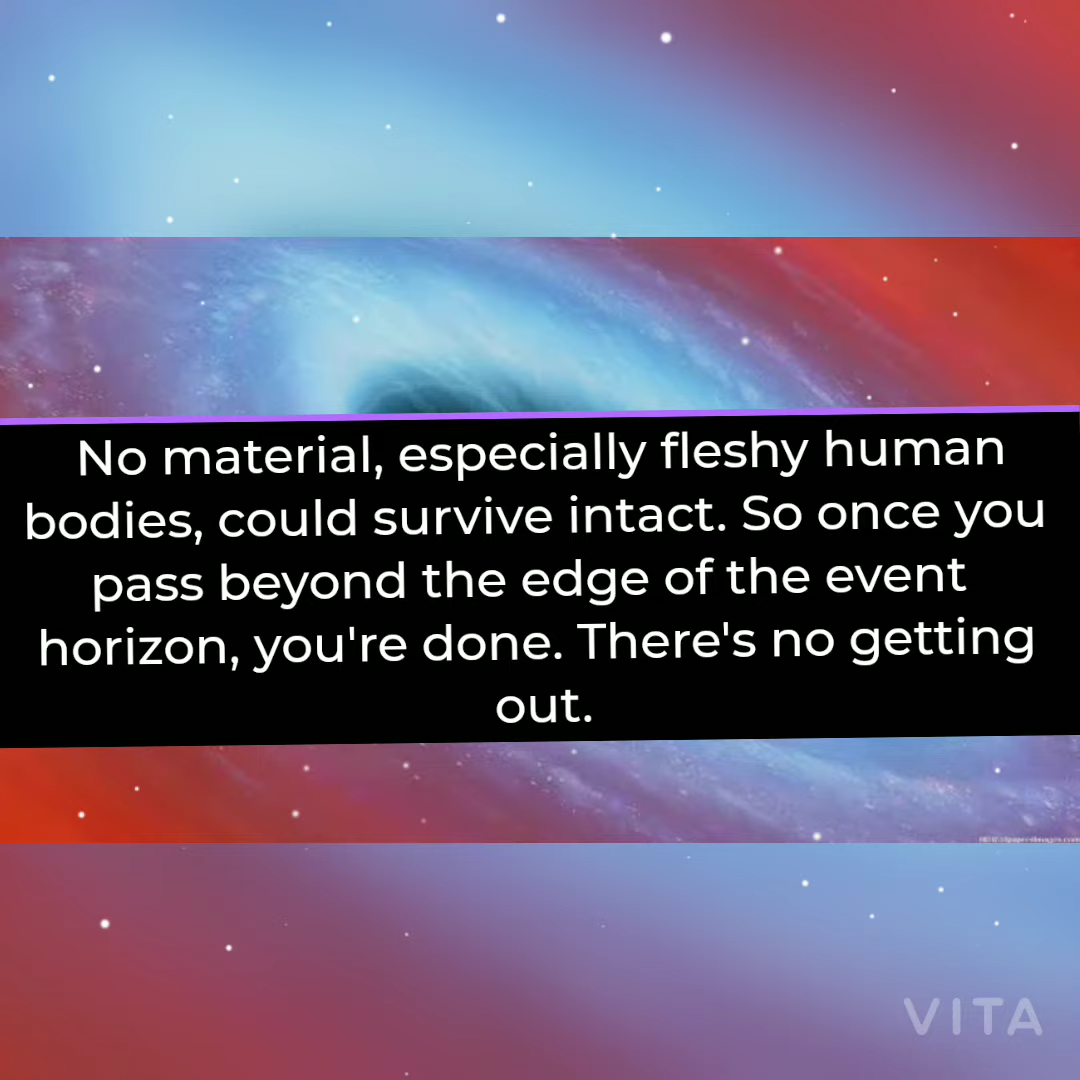 No material, especially fleshy human
bodies, could survive intact. So once you
pass beyond the edge of the event
horizon, you're done. There's no getting
out.
VITA